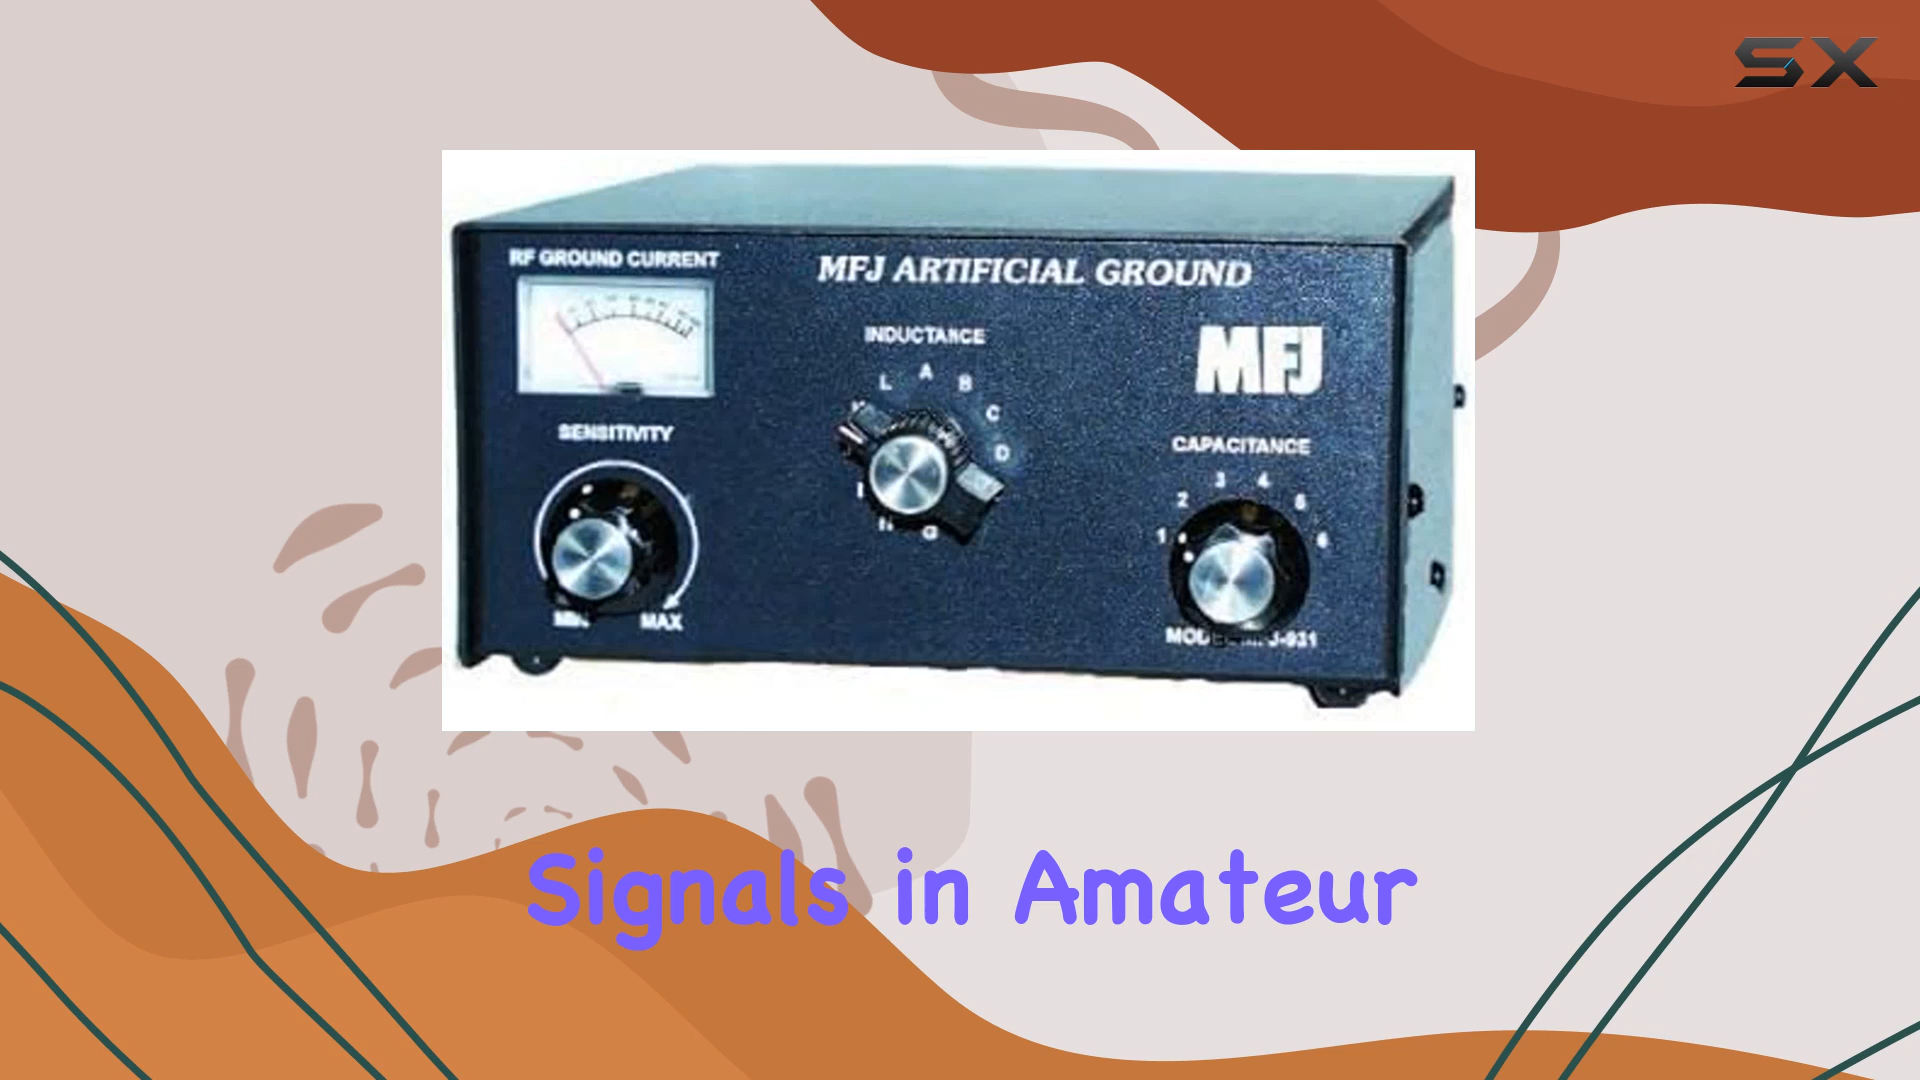 SX
RF GROUND CURRENT
MFJ ARTIFICIAL GROUND
INDUCTANCE
L A B C D
MFJ
SENSITIVITY
CAPACITANCE
1 2 3 4 5 6
G
MAX
Signals in Amateur